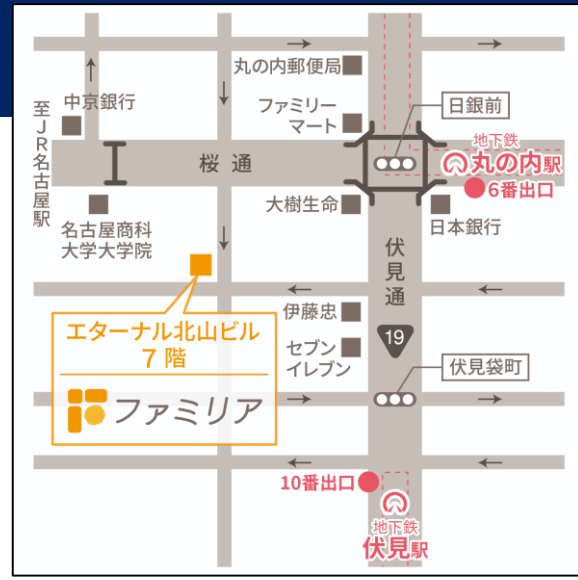 丸の内郵便局
中京銀行
ファミリー
マート
日銀前
至JR名古屋駅
地下鉄
丸の内駅
桜通
6番出口
名古屋商科
大学大学院
大樹生命
日本銀行
伏見通
エターナル北山ビル
7階
ファミリア
伊藤忠
セブン
イレブン
19
伏見袋町
10番出口
地下鉄
伏見駅